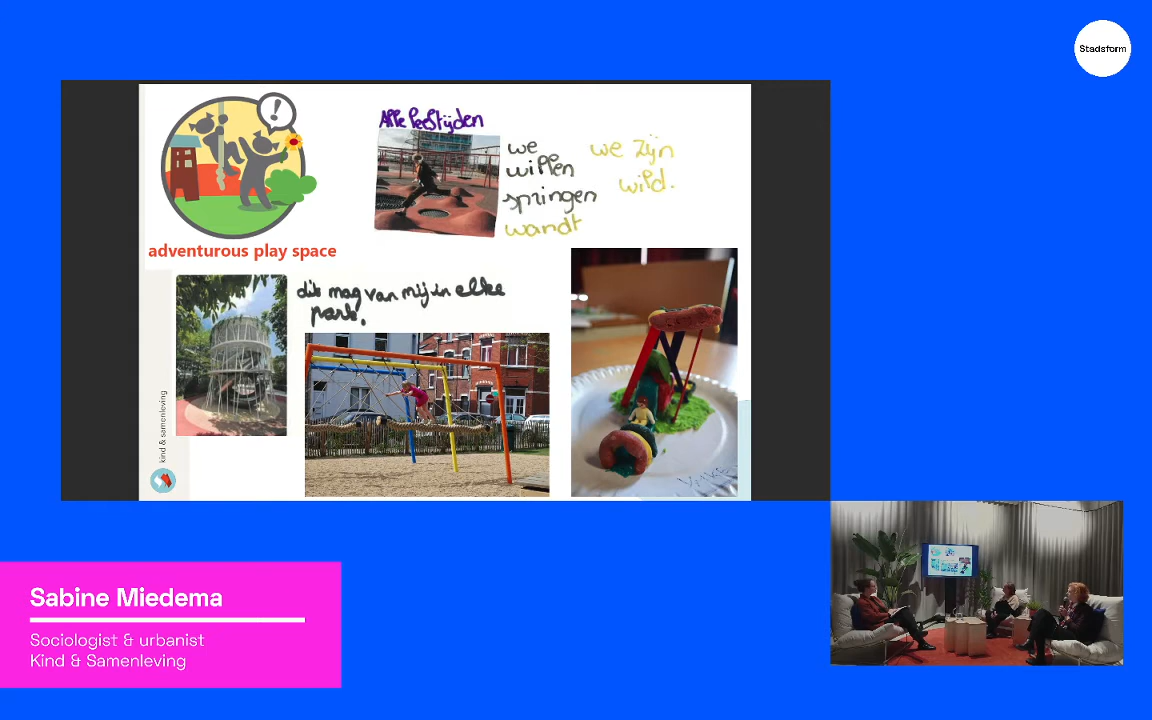 Stadsform
!
Alle leeftijden
we
willen
springen
wandt
we zijn
wild.
adventurous play space
dit mag van mij in elke
park.
kind & samenleving
Sabine Miedema
Sociologist & urbanist
Kind & Samenleving